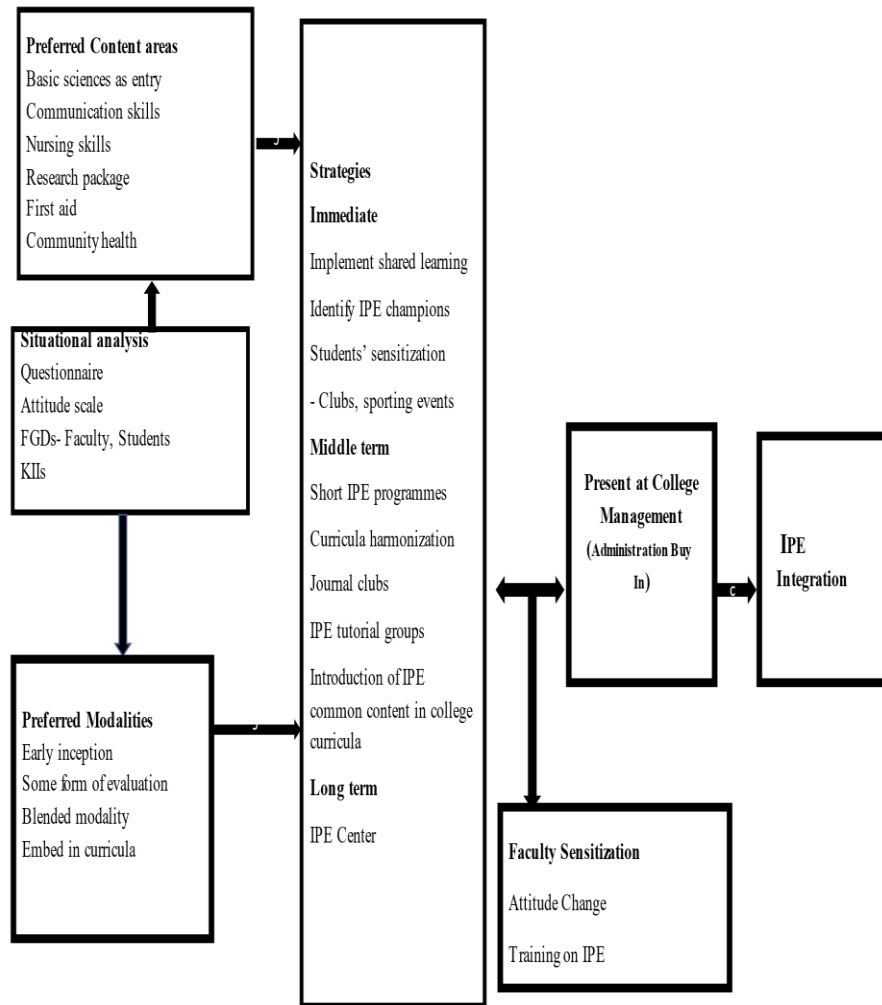 Preferred Content areas
Basic sciences as entry
Communication skills
Nursing skills
Research package
First aid
Community health
Situational analysis
Questionnaire
Attitude scale
FGDs- Faculty, Students
KIIs
Preferred Modalities
Early inception
Some form of evaluation
Blended modality
Embed in curricula
Strategies
Immediate
Implement shared learning
Identify IPE champions
Students’ sensitization
- Clubs, sporting events
Middle term
Short IPE programmes
Curricula harmonization
Journal clubs
IPE tutorial groups
Introduction of IPE
common content in college
curricula
Long term
IPE Center
Present at College
Management
(Administration Buy
In)
IPE
Integration
Faculty Sensitization
Attitude Change
Training on IPE